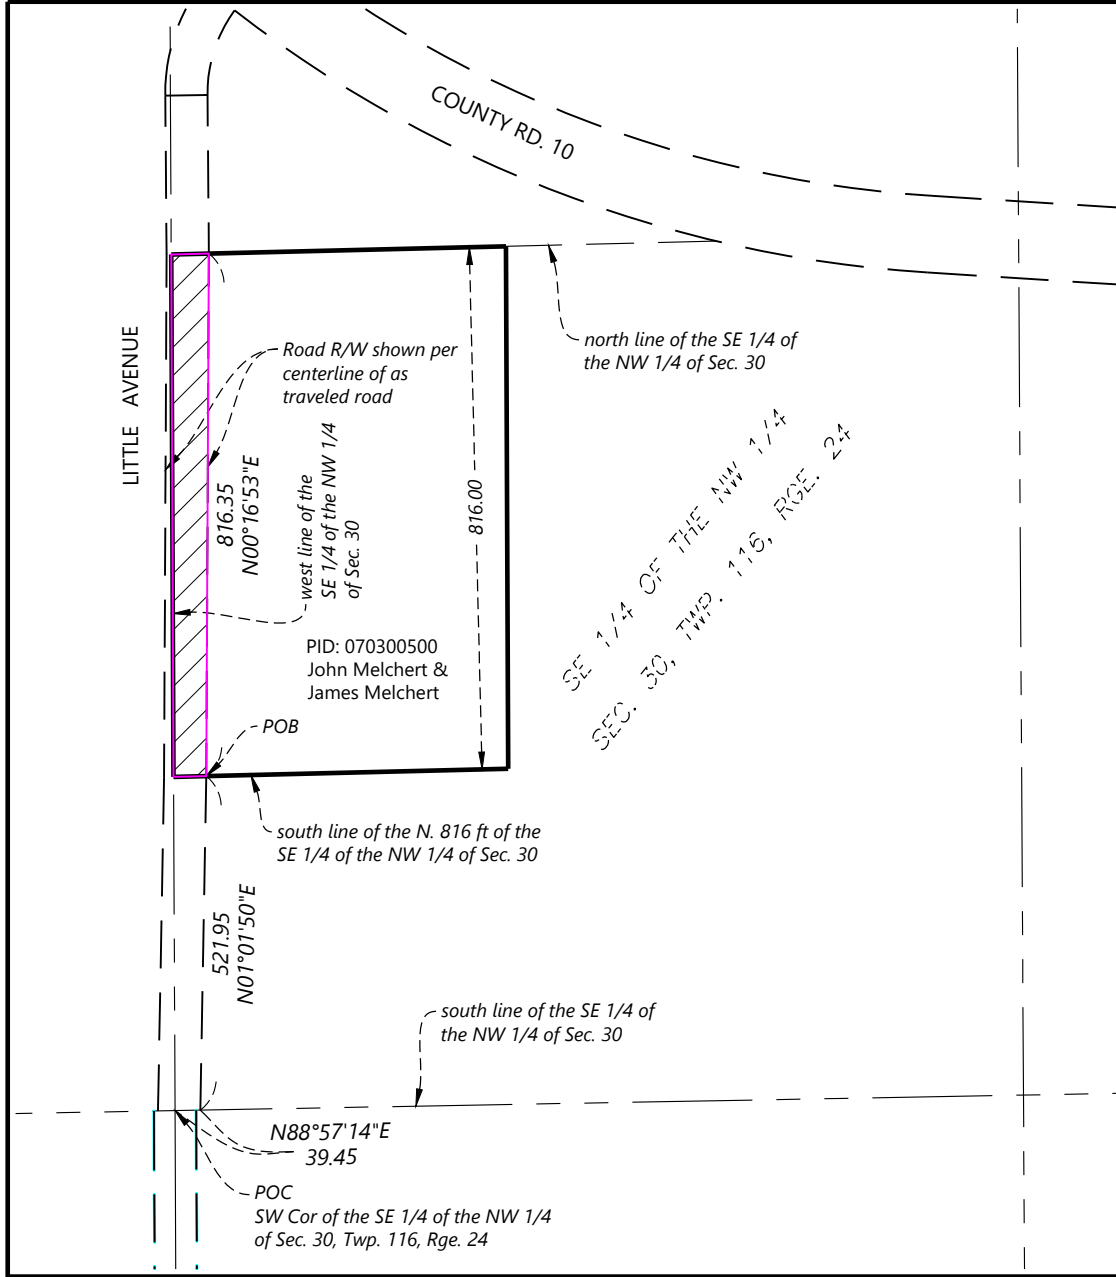 COUNTY RD. 10
north line of the SE 1/4 of
the NW 1/4 of Sec. 30
LITTLE AVENUE
Road R/W shown per
centerline of as
traveled road
816.35
N00°16'53"E
west line of the
SE 1/4 of the NW 1/4
of Sec. 30
816.00
SE 1/4 OF THE NW 1/4
SEC. 30, TWP. 116, RGE. 24
PID: 070300500
John Melchert &
James Melchert
POB
south line of the N. 816 ft of the
SE 1/4 of the NW 1/4 of Sec. 30
521.95
N01°01'50"E
south line of the SE 1/4 of
the NW 1/4 of Sec. 30
N88°57'14"E
39.45
POC
SW Cor of the SE 1/4 of the NW 1/4
of Sec. 30, Twp. 116, Rge. 24